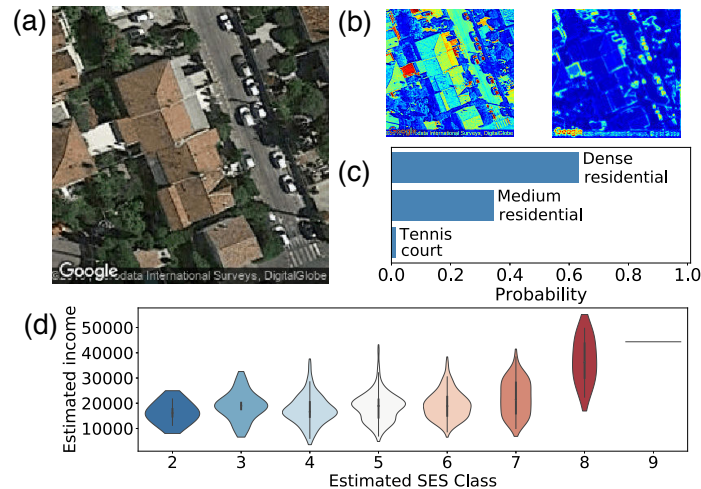 (a)
Google
International Surveys, DigitalGlobe
(b)
(c)
Dense
residential
Medium
residential
Tennis
court
0.0 0.2 0.4 0.6 0.8 1.0
Probability
(d)
Estimated income
50000
40000
30000
20000
10000
2 3 4 5 6 7 8 9
Estimated SES Class